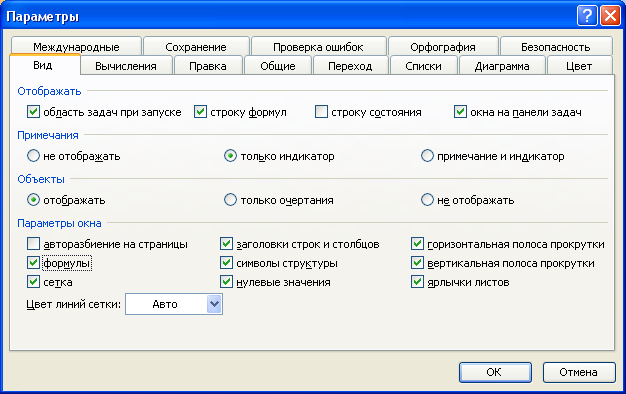 Параметры
Международные Сохранение Проверка ошибок Орфография Безопасность
Вид Вычисления Правка Общие Переход Списки Диаграмма Цвет
Отображать
область задач при запуске строку формул строку состояния окна на панели задач
Примечания
не отображать только индикатор примечание и индикатор
Объекты
отображать только очертания не отображать
Параметры окна
авторазбиение на страницы заголовки строк и столбцов горизонтальная полоса прокрутки
формулы символы структуры вертикальная полоса прокрутки
сетка нулевые значения ярлычки листов
Цвет линий сетки: Авто
ОК Отмена